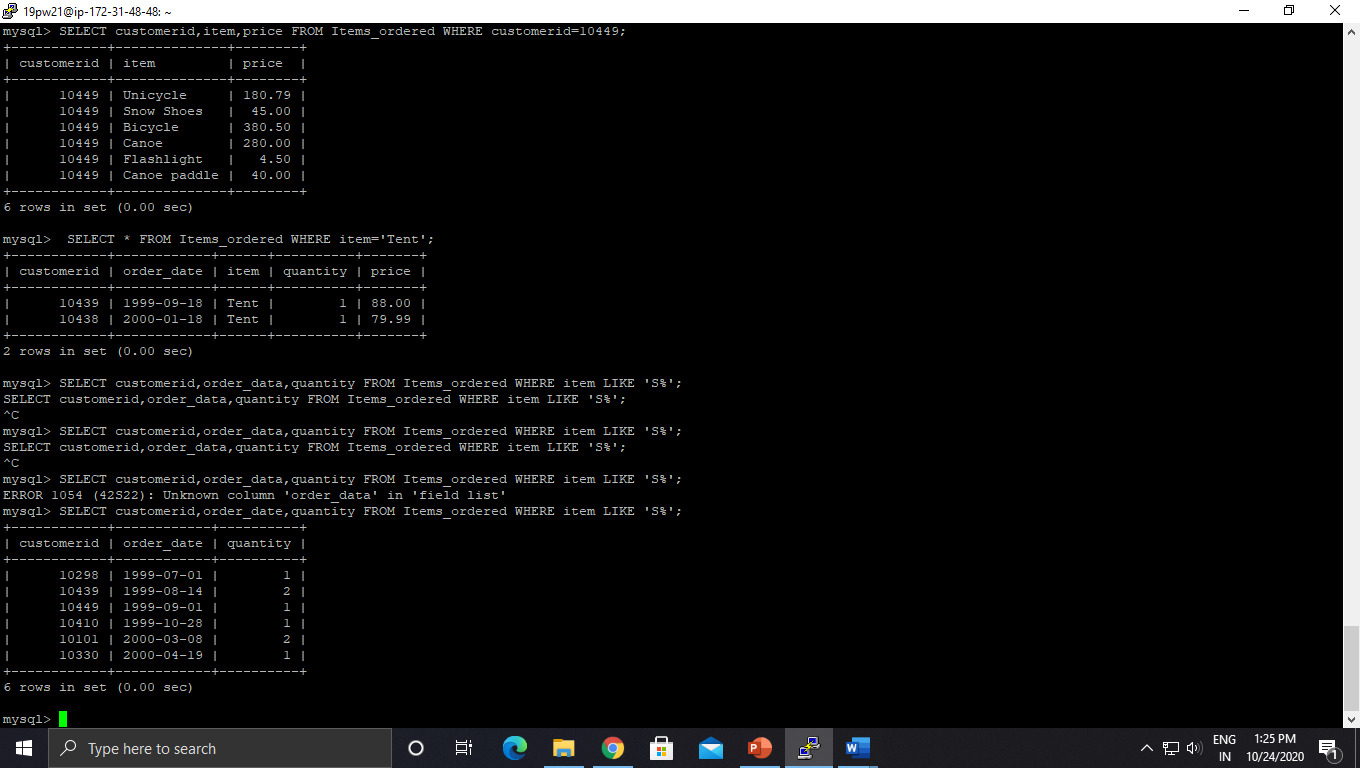 19pw21@ip-172-31-48-48: ~
mysql> SELECT customerid,item,price FROM Items_ordered WHERE customerid=10449;
+------------+--------------+--------+
| customerid | item         | price  |
+------------+--------------+--------+
|      10449 | Unicycle     | 180.79 |
|      10449 | Snow Shoes   |  45.00 |
|      10449 | Bicycle      | 380.50 |
|      10449 | Canoe        | 280.00 |
|      10449 | Flashlight   |   4.50 |
|      10449 | Canoe paddle |  40.00 |
+------------+--------------+--------+
6 rows in set (0.00 sec)
mysql>  SELECT * FROM Items_ordered WHERE item='Tent';
+------------+------------+------+----------+-------+
| customerid | order_date | item | quantity | price |
+------------+------------+------+----------+-------+
|      10439 | 1999-09-18 | Tent |        1 | 88.00 |
|      10438 | 2000-01-18 | Tent |        1 | 79.99 |
+------------+------------+------+----------+-------+
2 rows in set (0.00 sec)
mysql> SELECT customerid,order_data,quantity FROM Items_ordered WHERE item LIKE 'S%';
SELECT customerid,order_data,quantity FROM Items_ordered WHERE item LIKE 'S%';
^C
mysql> SELECT customerid,order_data,quantity FROM Items_ordered WHERE item LIKE 'S%';
SELECT customerid,order_data,quantity FROM Items_ordered WHERE item LIKE 'S%';
^C
mysql> SELECT customerid,order_data,quantity FROM Items_ordered WHERE item LIKE 'S%';
ERROR 1054 (42S22): Unknown column 'order_data' in 'field list'
mysql> SELECT customerid,order_date,quantity FROM Items_ordered WHERE item LIKE 'S%';
+------------+------------+----------+
| customerid | order_date | quantity |
+------------+------------+----------+
|      10298 | 1999-07-01 |        1 |
|      10439 | 1999-08-14 |        2 |
|      10449 | 1999-09-01 |        1 |
|      10410 | 1999-10-28 |        1 |
|      10101 | 2000-03-08 |        2 |
|      10330 | 2000-04-19 |        1 |
+------------+------------+----------+
6 rows in set (0.00 sec)
mysql>
Type here to search
P
W
ENG
IN
1:25 PM
10/24/2020
1